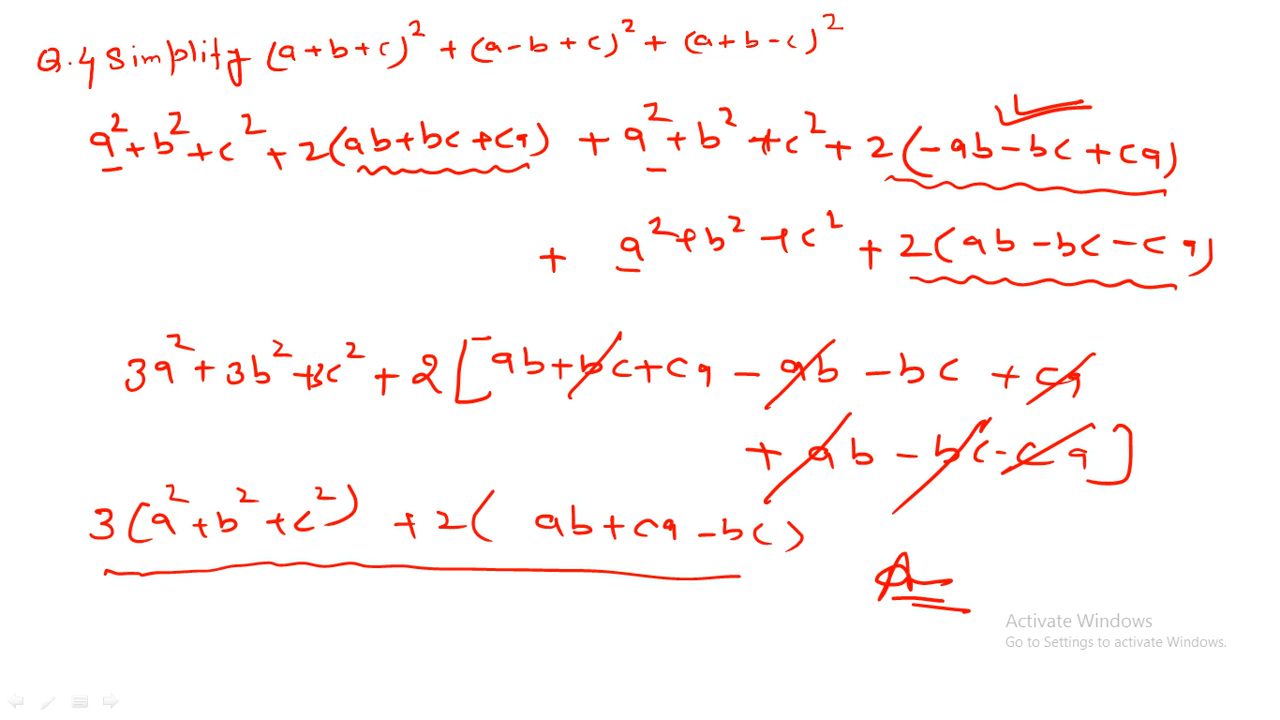 Q.4 Simplify (a+b+c)² + (a-b+c)² + (a+b-c)²
a²+b²+c²+2(ab+bc+ca) + a²+b²+c²+2(-ab-bc+ca)
+ a²+b²+c²+2(ab-bc-ca)
3a²+3b²+3c²+2[ab+bc+ca-ab-bc+ca
+ab-bc-ca]
3(a²+b²+c²)+2(ab+ca-bc)
A
Activate Windows
Go to Settings to activate Windows.